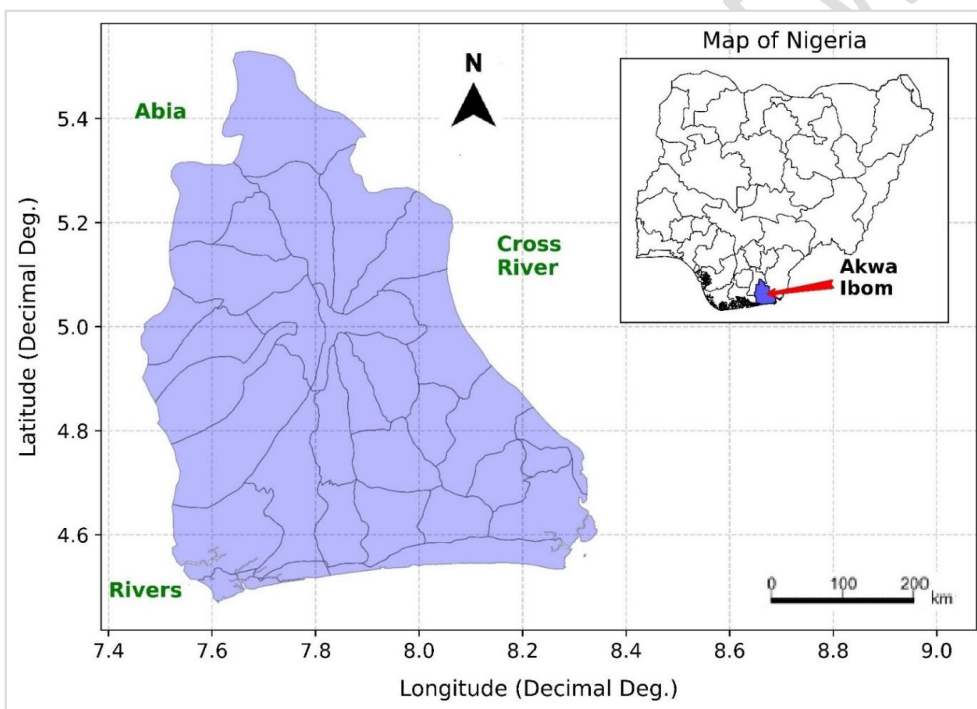 Map of Nigeria
Akwa
Ibom
N
Abia
Cross
River
Rivers
0 100 200
km
5.4
5.2
5.0
4.8
4.6
Latitude (Decimal Deg.)
7.4 7.6 7.8 8.0 8.2 8.4 8.6 8.8 9.0
Longitude (Decimal Deg.)